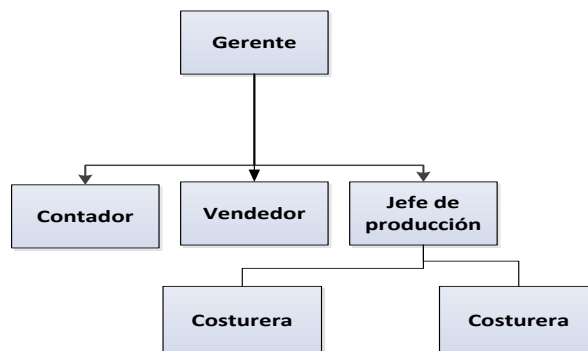 Gerente
Contador
Vendedor
Jefe de
producción
Costurera
Costurera